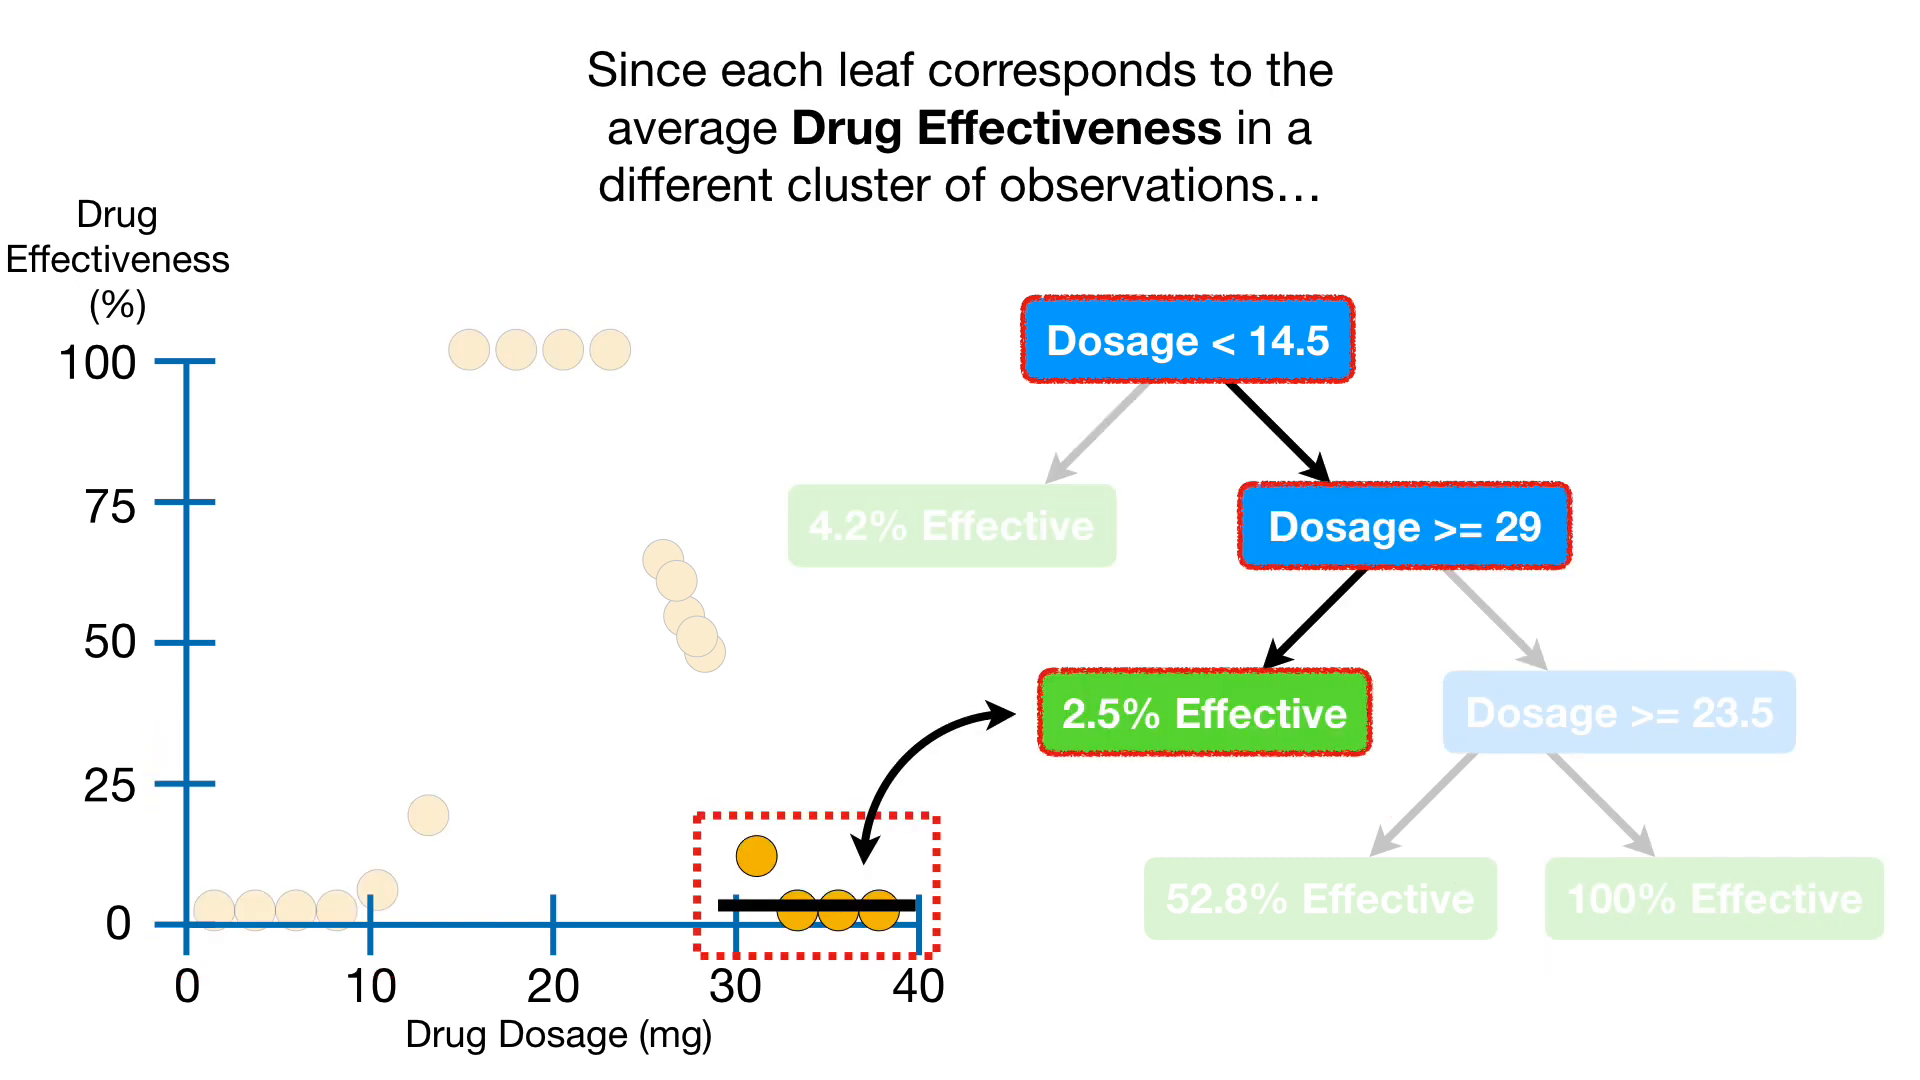 Since each leaf corresponds to the
average Drug Effectiveness in a
different cluster of observations…
Drug
Effectiveness
(%)
100
75
50
25
0
0 10 20 30 40
Drug Dosage (mg)
Dosage < 14.5
4.2% Effective
Dosage >= 29
2.5% Effective
Dosage >= 23.5
52.8% Effective
100% Effective